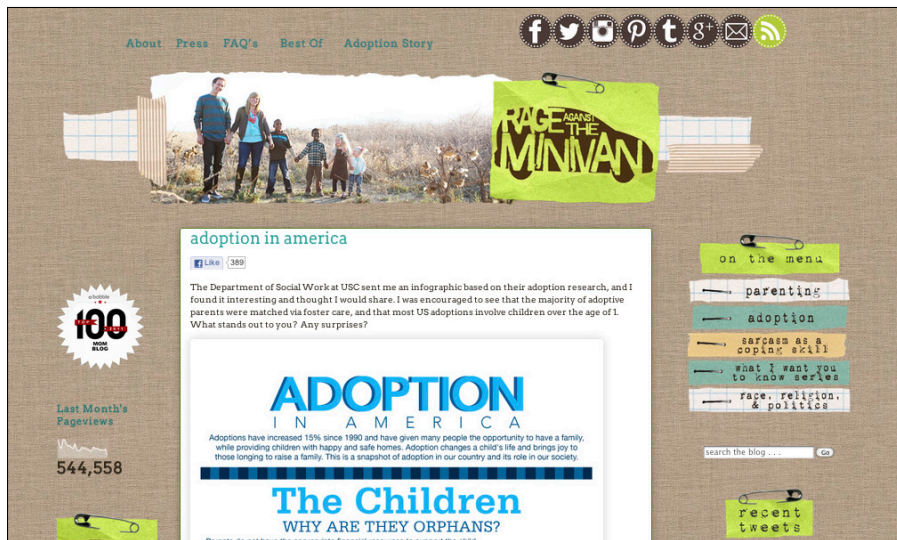 About Press FAQ's Best Of Adoption Story
RAGE AGAINST
THE
MINIVAN
adoption in america
Like 389
The Department of Social Work at USC sent me an infographic based on their adoption research, and I
found it interesting and thought I would share. I was encouraged to see that the majority of adoptive
parents were matched via foster care, and that most US adoptions involve children over the age of 1.
What stands out to you? Any surprises?
ADOPTION
IN AMERICA
Adoptions have increased 15% since 1990 and have given many people the opportunity to have a family,
while providing children with happy and safe homes. Adoption changes a child's life and brings joy to
those longing to raise a family. This is a snapshot of adoption in our country and its role in our society.
The Children
WHY ARE THEY ORPHANS?
babble
100
MOM
BLOG
Last Month's
Pageviews
544,558
on the menu
parenting
adoption
sarcasm as a
coping skill
what I want you
to know series
race, religion,
& politics
search the blog . . . Go
recent
tweets